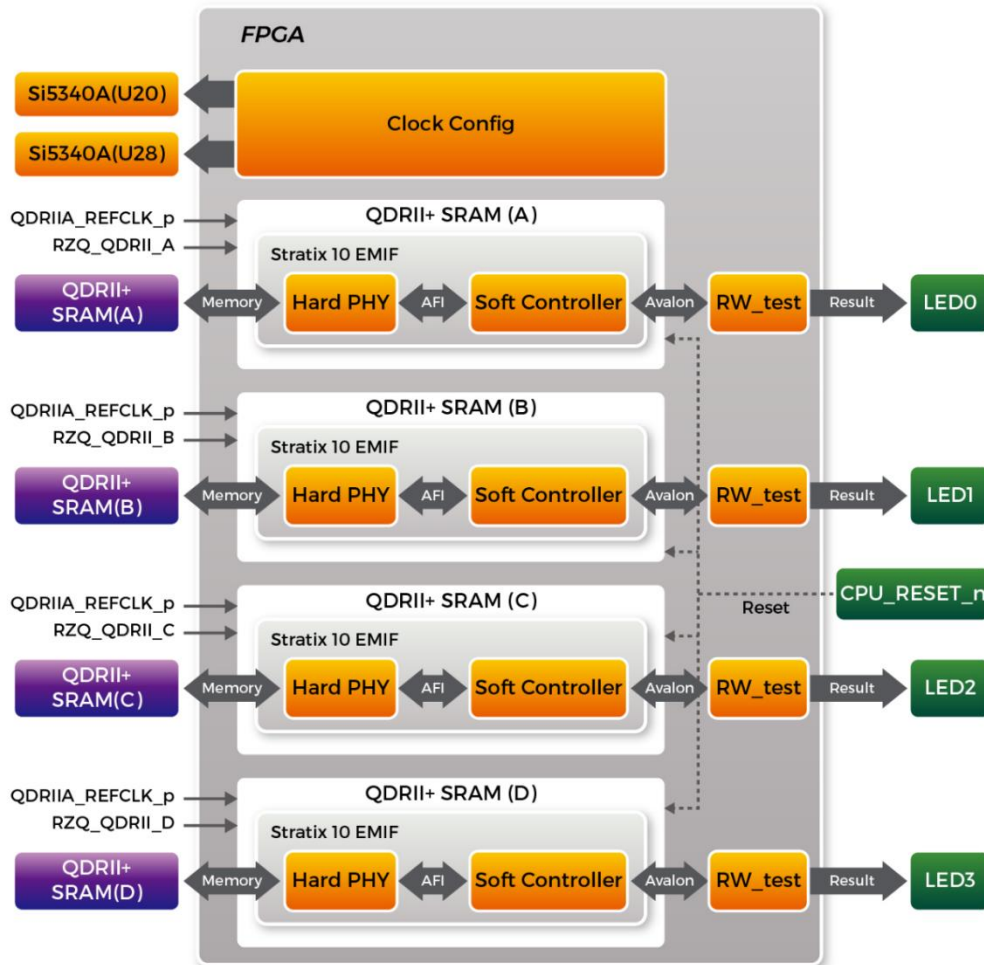 FPGA
Si5340A(U20)
Clock Config
Si5340A(U28)
QDRIIA_REFCLK_p
RZQ_QDRII_A
QDRII+ SRAM (A)
Stratix 10 EMIF
QDRII+
SRAM(A)
Memory
Hard PHY
AFI
Soft Controller
Avalon
RW_test
Result
LED0
QDRIIA_REFCLK_p
RZQ_QDRII_B
QDRII+ SRAM (B)
Stratix 10 EMIF
QDRII+
SRAM(B)
Memory
Hard PHY
AFI
Soft Controller
Avalon
RW_test
Result
LED1
CPU_RESET_n
Reset
QDRIIA_REFCLK_p
RZQ_QDRII_C
QDRII+ SRAM (C)
Stratix 10 EMIF
QDRII+
SRAM(C)
Memory
Hard PHY
AFI
Soft Controller
Avalon
RW_test
Result
LED2
QDRIIA_REFCLK_p
RZQ_QDRII_D
QDRII+ SRAM (D)
Stratix 10 EMIF
QDRII+
SRAM(D)
Memory
Hard PHY
AFI
Soft Controller
Avalon
RW_test
Result
LED3